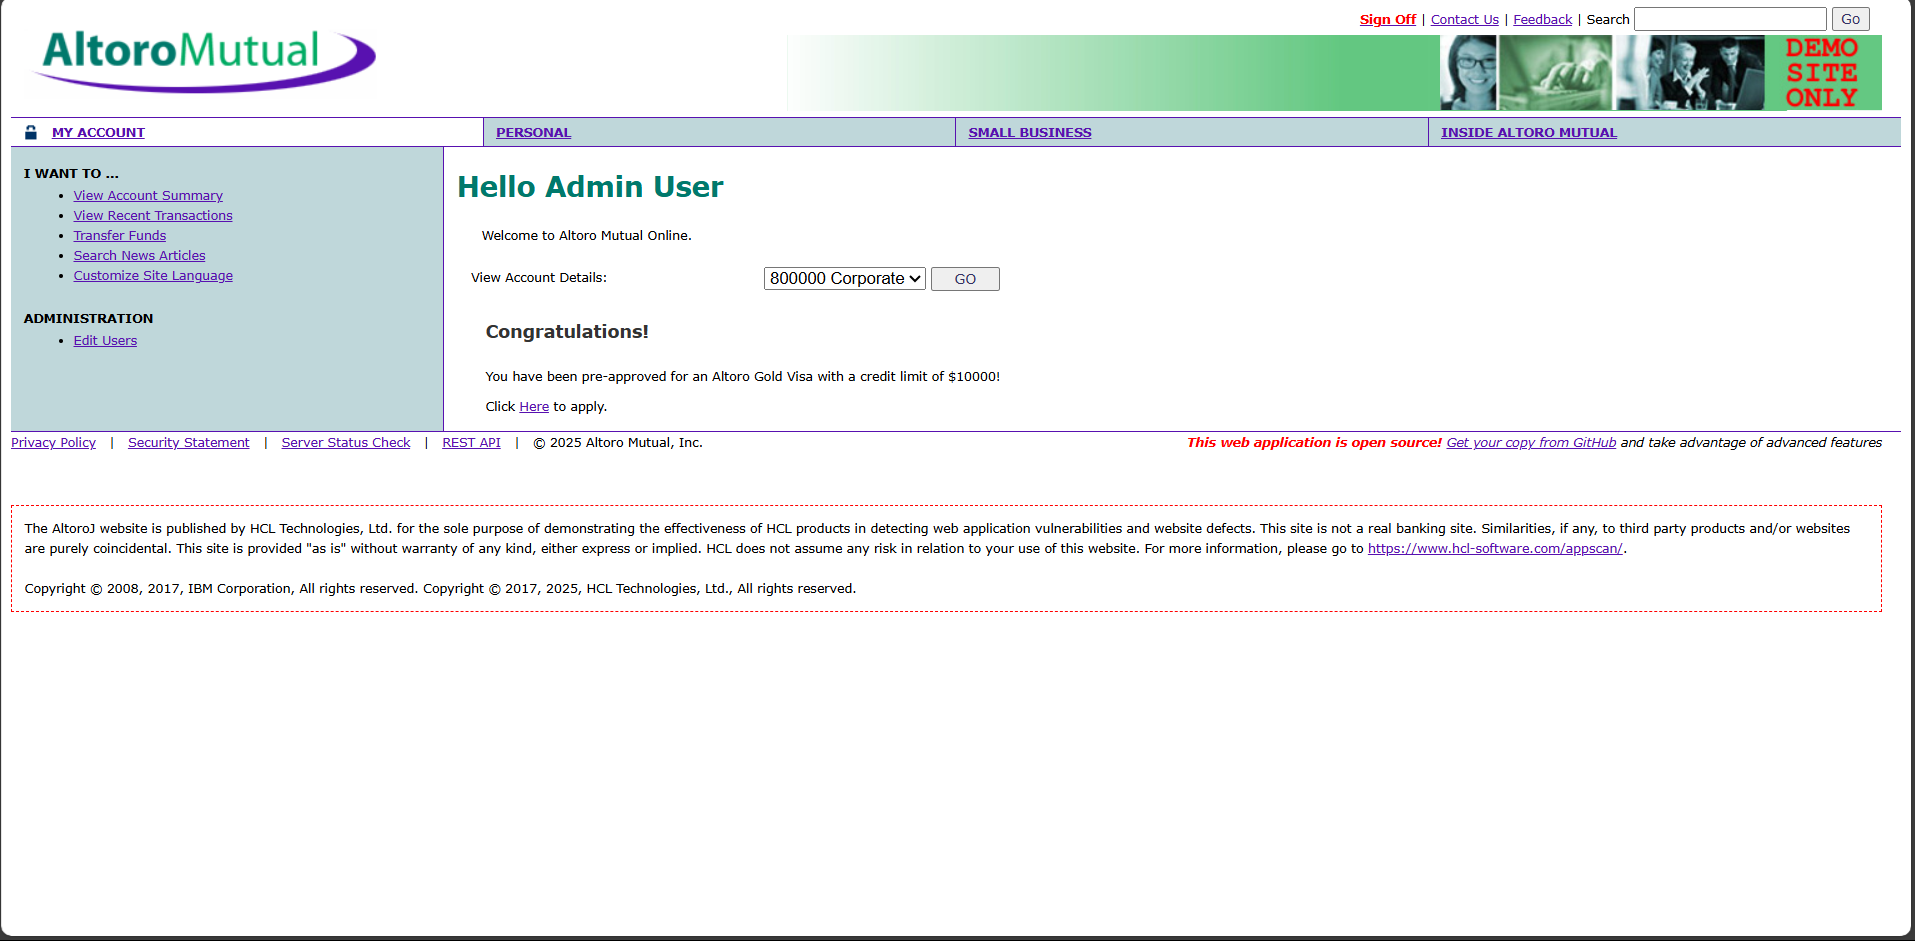 Sign Off | Contact Us | Feedback | Search Go
AltoroMutual
DEMO
SITE
ONLY
MY ACCOUNT PERSONAL SMALL BUSINESS INSIDE ALTORO MUTUAL
I WANT TO ...
• View Account Summary
• View Recent Transactions
• Transfer Funds
• Search News Articles
• Customize Site Language
ADMINISTRATION
• Edit Users
Hello Admin User
Welcome to Altoro Mutual Online.
View Account Details: 800000 Corporate GO
Congratulations!
You have been pre-approved for an Altoro Gold Visa with a credit limit of $10000!
Click Here to apply.
Privacy Policy | Security Statement | Server Status Check | REST API | © 2025 Altoro Mutual, Inc. This web application is open source! Get your copy from GitHub and take advantage of advanced features
The AltoroJ website is published by HCL Technologies, Ltd. for the sole purpose of demonstrating the effectiveness of HCL products in detecting web application vulnerabilities and website defects. This site is not a real banking site. Similarities, if any, to third party products and/or websites
are purely coincidental. This site is provided "as is" without warranty of any kind, either express or implied. HCL does not assume any risk in relation to your use of this website. For more information, please go to https://www.hcl-software.com/appscan/.
Copyright © 2008, 2017, IBM Corporation, All rights reserved. Copyright © 2017, 2025, HCL Technologies, Ltd., All rights reserved.